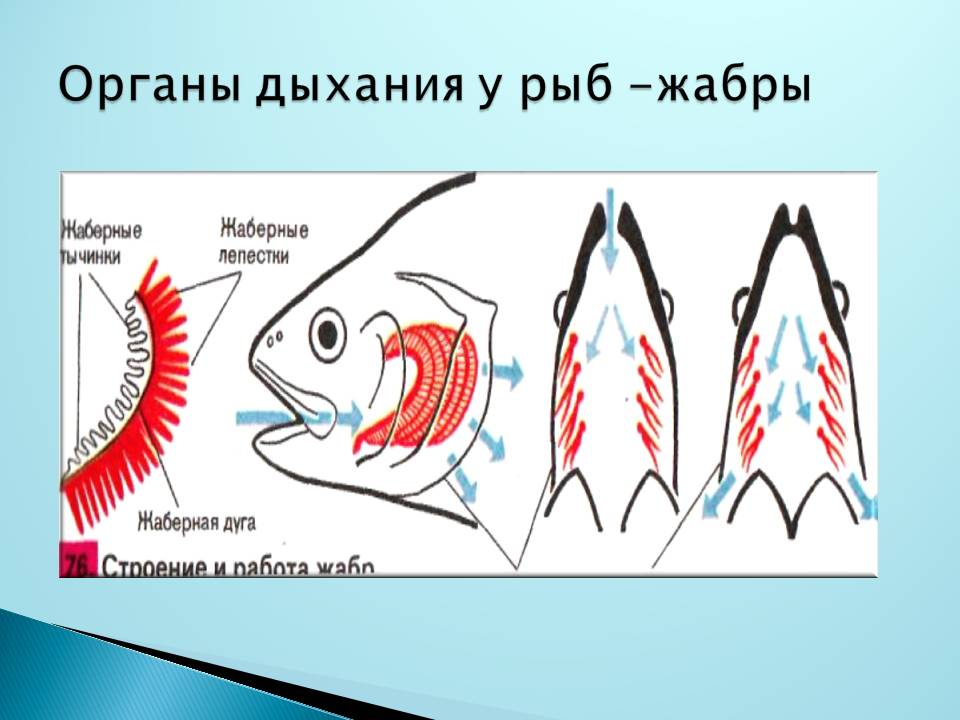 Органы дыхания у рыб -жабры
Жаберные
тычинки
Жаберные
лепестки
Жаберная дуга
76. Строение и работа жабр